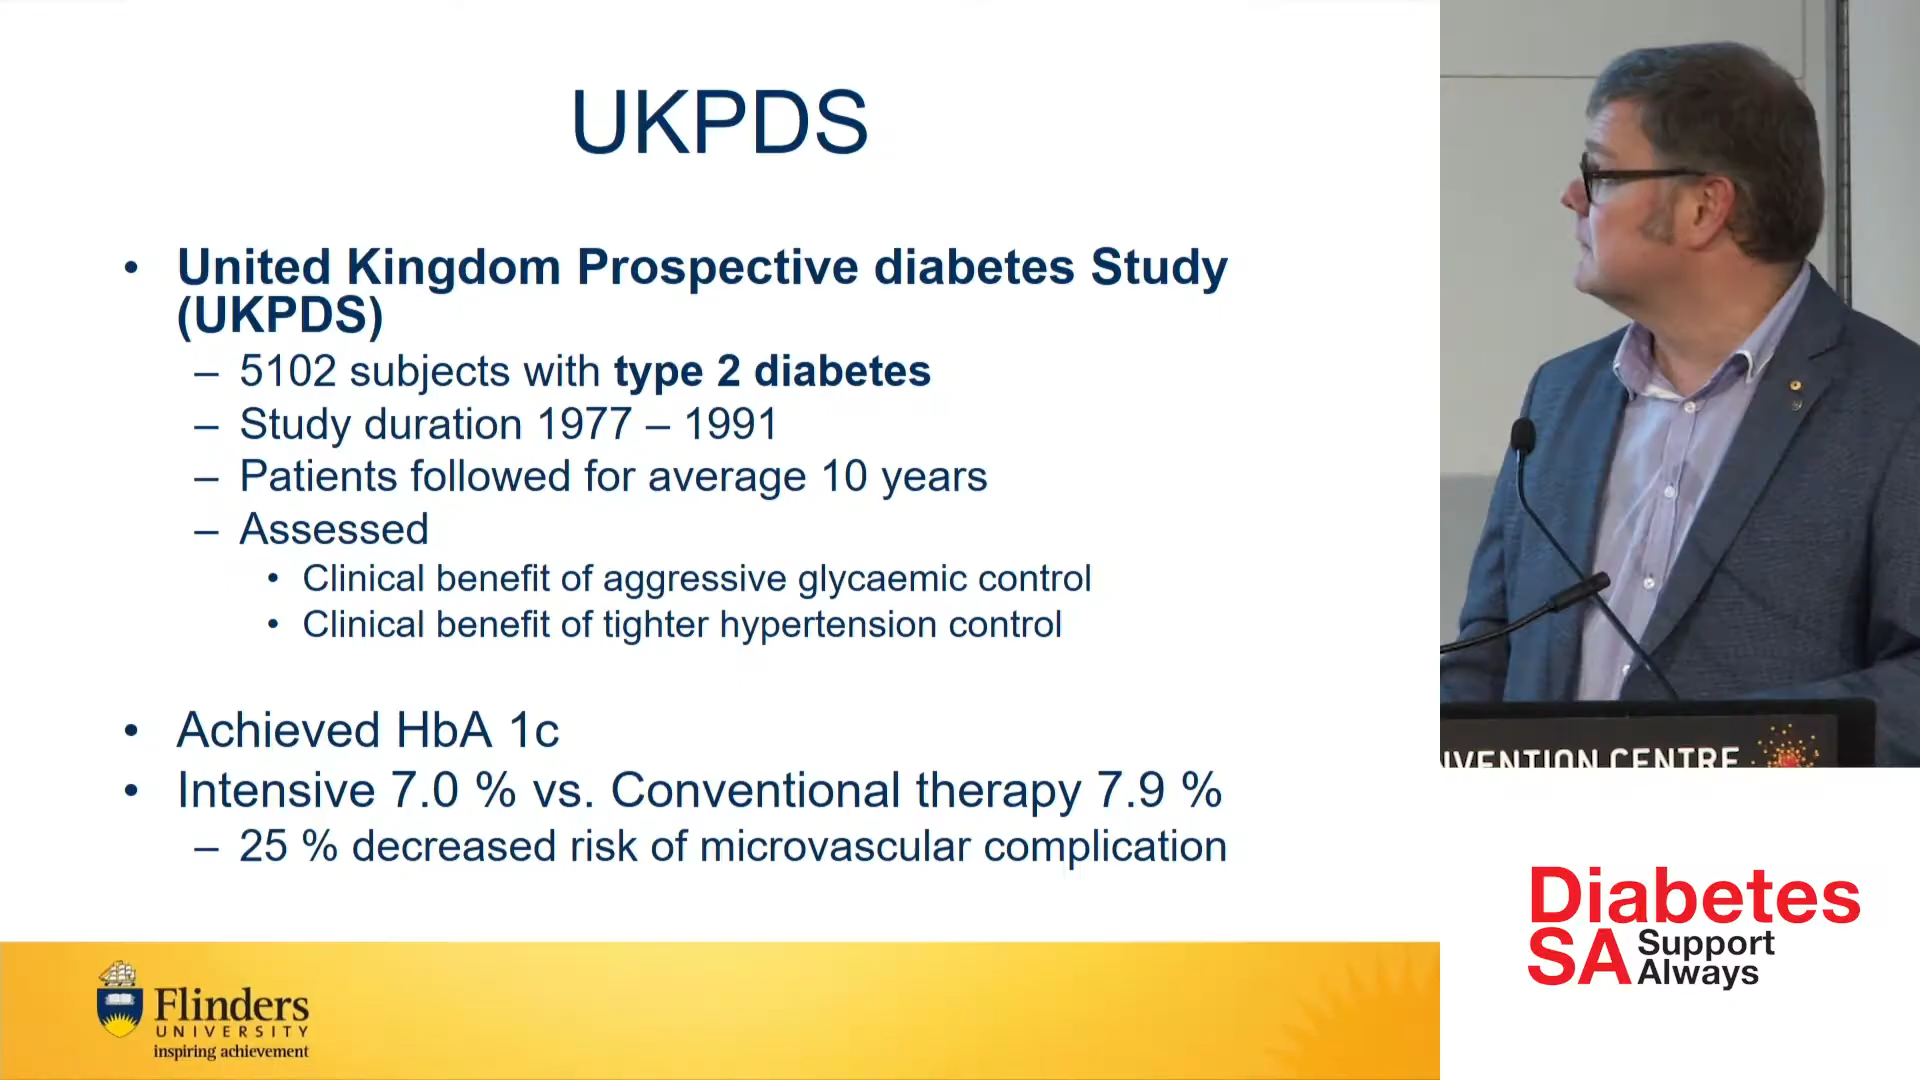 UKPDS
• United Kingdom Prospective diabetes Study
(UKPDS)
– 5102 subjects with type 2 diabetes
– Study duration 1977 – 1991
– Patients followed for average 10 years
– Assessed
• Clinical benefit of aggressive glycaemic control
• Clinical benefit of tighter hypertension control
• Achieved HbA 1c
• Intensive 7.0 % vs. Conventional therapy 7.9 %
– 25 % decreased risk of microvascular complication
Flinders
UNIVERSITY
inspiring achievement
NVENTION CENTRE
Diabetes
SA Support
Always